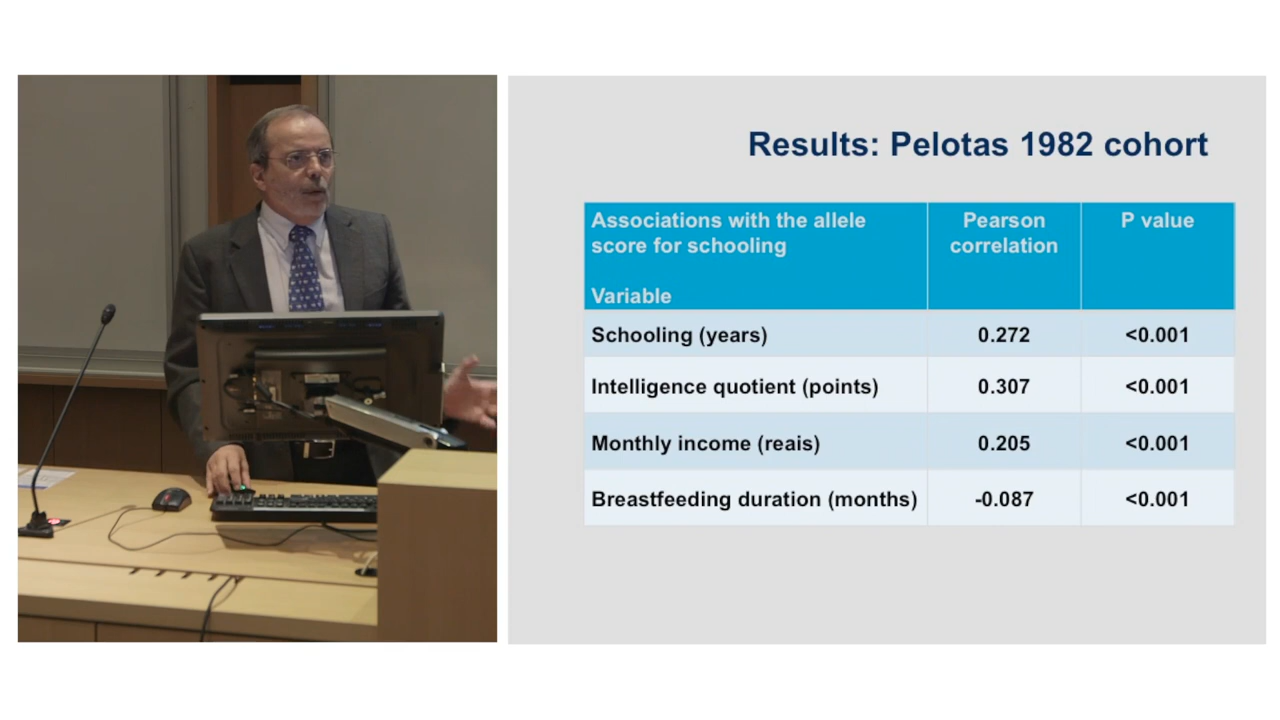 Results: Pelotas 1982 cohort
Associations with the allele
score for schooling
Variable
Pearson
correlation
P value
Schooling (years) 0.272 <0.001
Intelligence quotient (points) 0.307 <0.001
Monthly income (reais) 0.205 <0.001
Breastfeeding duration (months) -0.087 <0.001